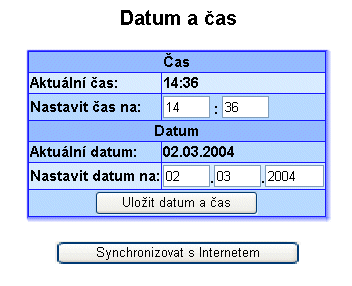 Datum a čas
Čas
Aktuální čas: 14:36
Nastavit čas na: 14 : 36
Datum
Aktuální datum: 02.03.2004
Nastavit datum na: 02 . 03 . 2004
Uložit datum a čas
Synchronizovat s Internetem